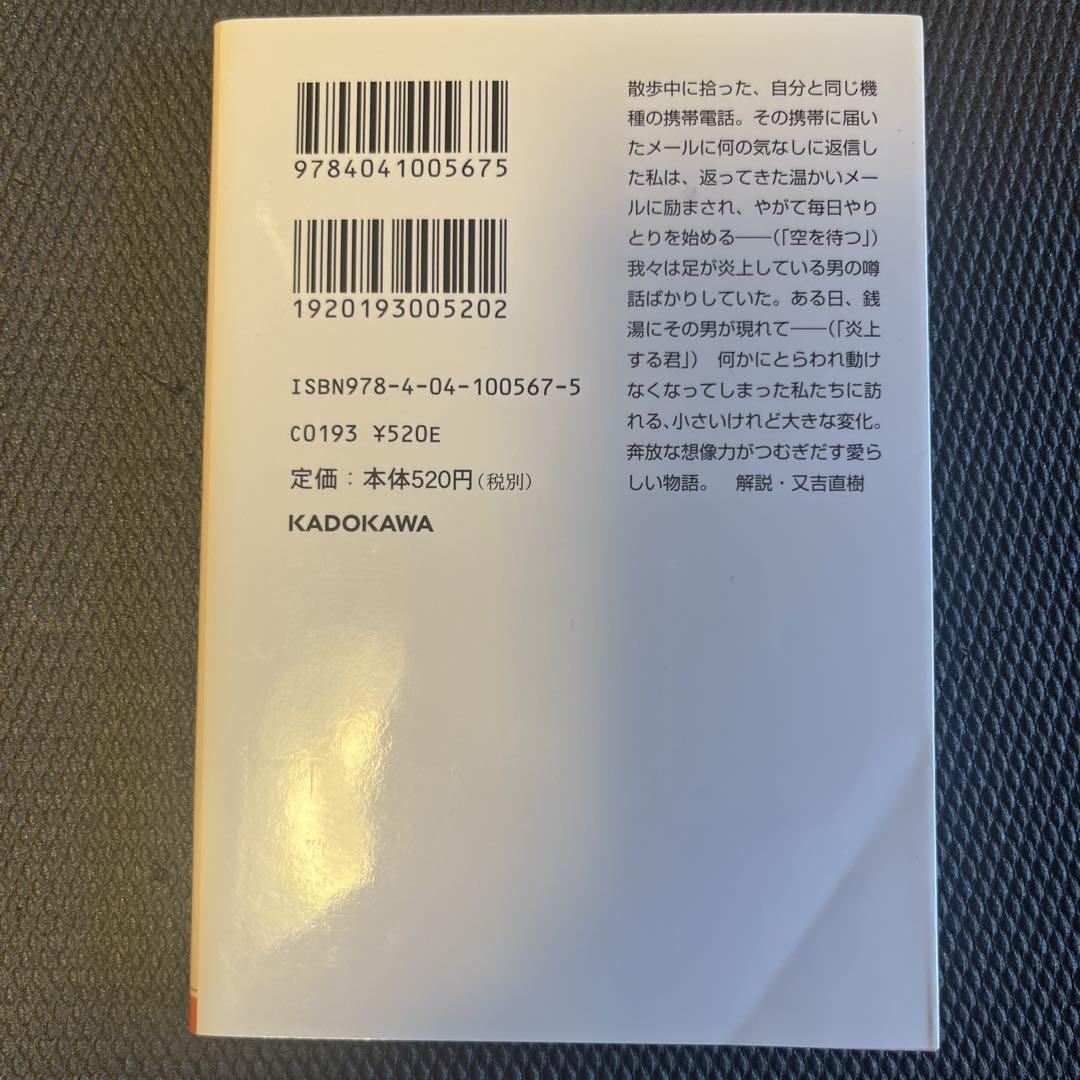 9784041005675
1920193005202
ISBN978-4-04-100567-5
C0193 ¥520E
定価：本体520円（税別）
KADOKAWA
散歩中に拾った、自分と同じ機
種の携帯電話。その携帯に届い
たメールに何の気なしに返信し
た私は、返ってきた温かいメー
ルに励まされ、やがて毎日やり
とりを始める——（「空を待つ」）
我々は足が炎上している男の噂
話ばかりしていた。ある日、銭
湯にその男が現れて——（「炎上
する君」）　何かにとらわれ動け
なくなってしまった私たちに訪
れる、小さいけれど大きな変化。
奔放な想像力がつむぎだす愛ら
しい物語。　解説・又吉直樹